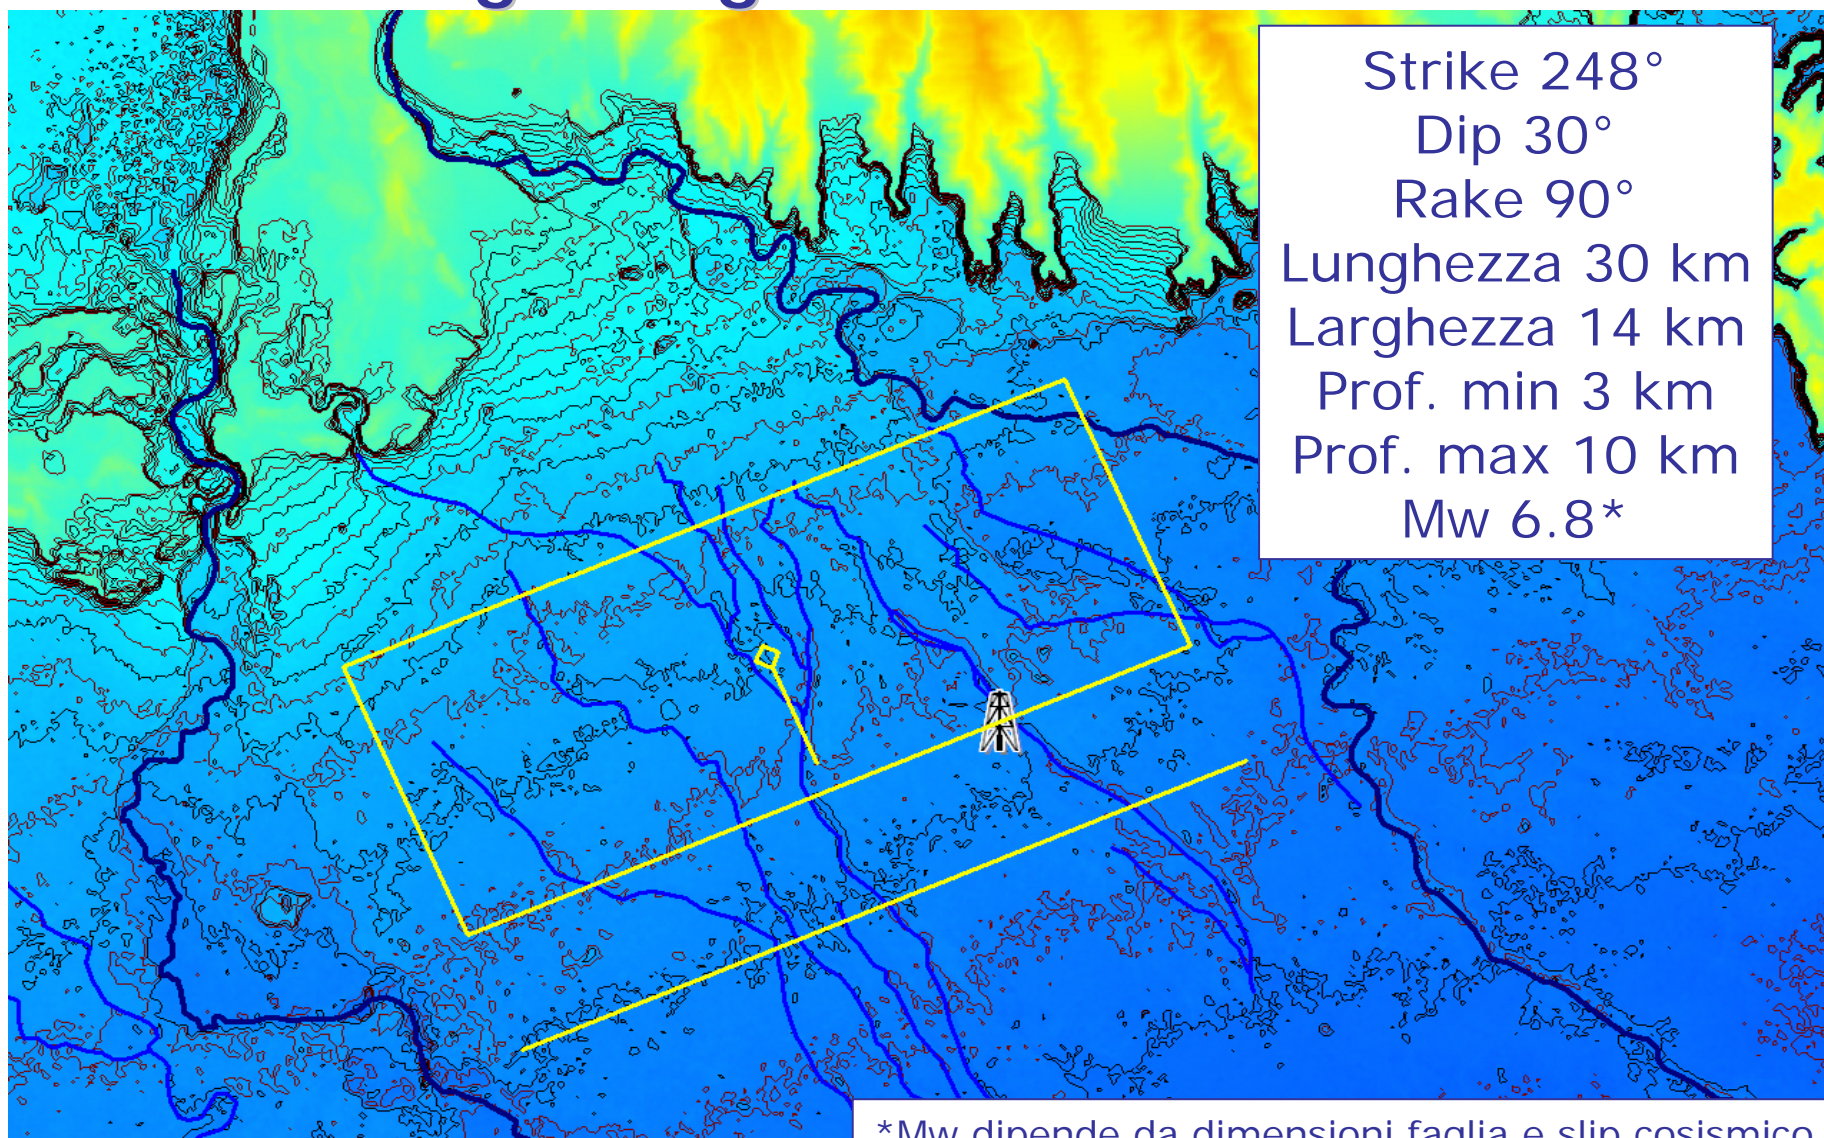 Strike 248°
Dip 30°
Rake 90°
Lunghezza 30 km
Larghezza 14 km
Prof. min 3 km
Prof. max 10 km
Mw 6.8*
*Mw dipende da dimensioni faglia e slip cosismico